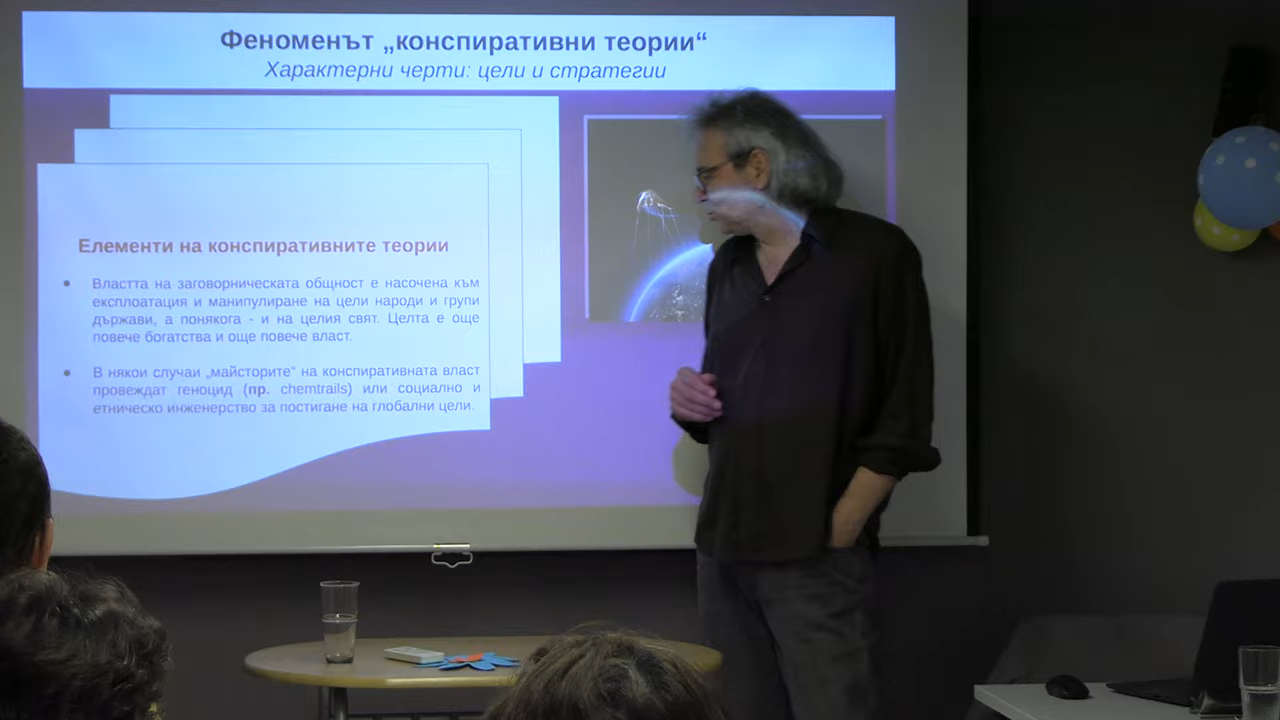 Феноменът „конспиративни теории“
Характерни черти: цели и стратегии
Елементи на конспиративните теории
• Властта на заговорническата общност е насочена към
експлоатация и манипулиране на цели народи и групи
държави, а понякога - и на целия свят. Целта е още
повече богатства и още повече власт.
• В някои случаи „майсторите“ на конспиративната власт
провеждат геноцид (пр. chemtrails) или социално и
етническо инженерство за постигане на глобални цели.